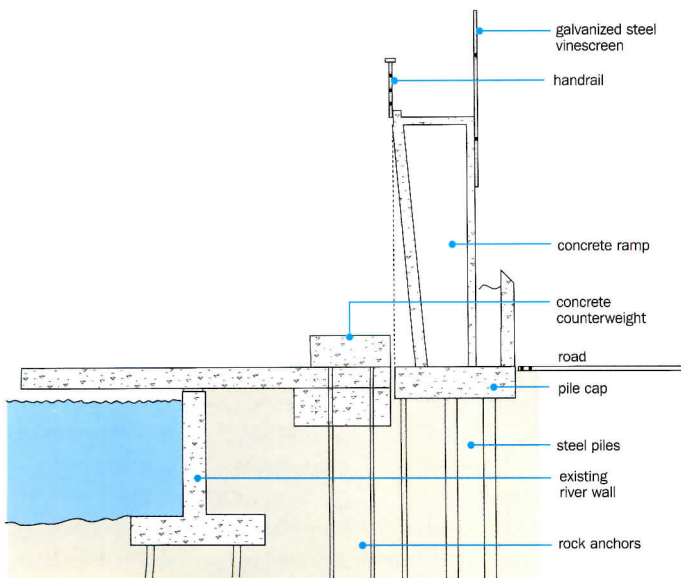 galvanized steel
vinescreen
handrail
concrete ramp
concrete
counterweight
road
pile cap
steel piles
existing
river wall
rock anchors